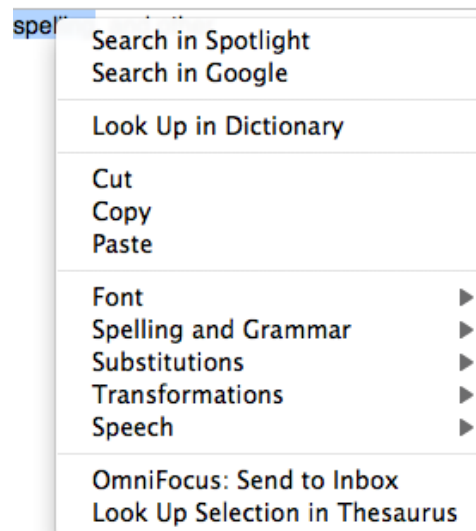 spel
Search in Spotlight
Search in Google
Look Up in Dictionary
Cut
Copy
Paste
Font
Spelling and Grammar
Substitutions
Transformations
Speech
OmniFocus: Send to Inbox
Look Up Selection in Thesaurus